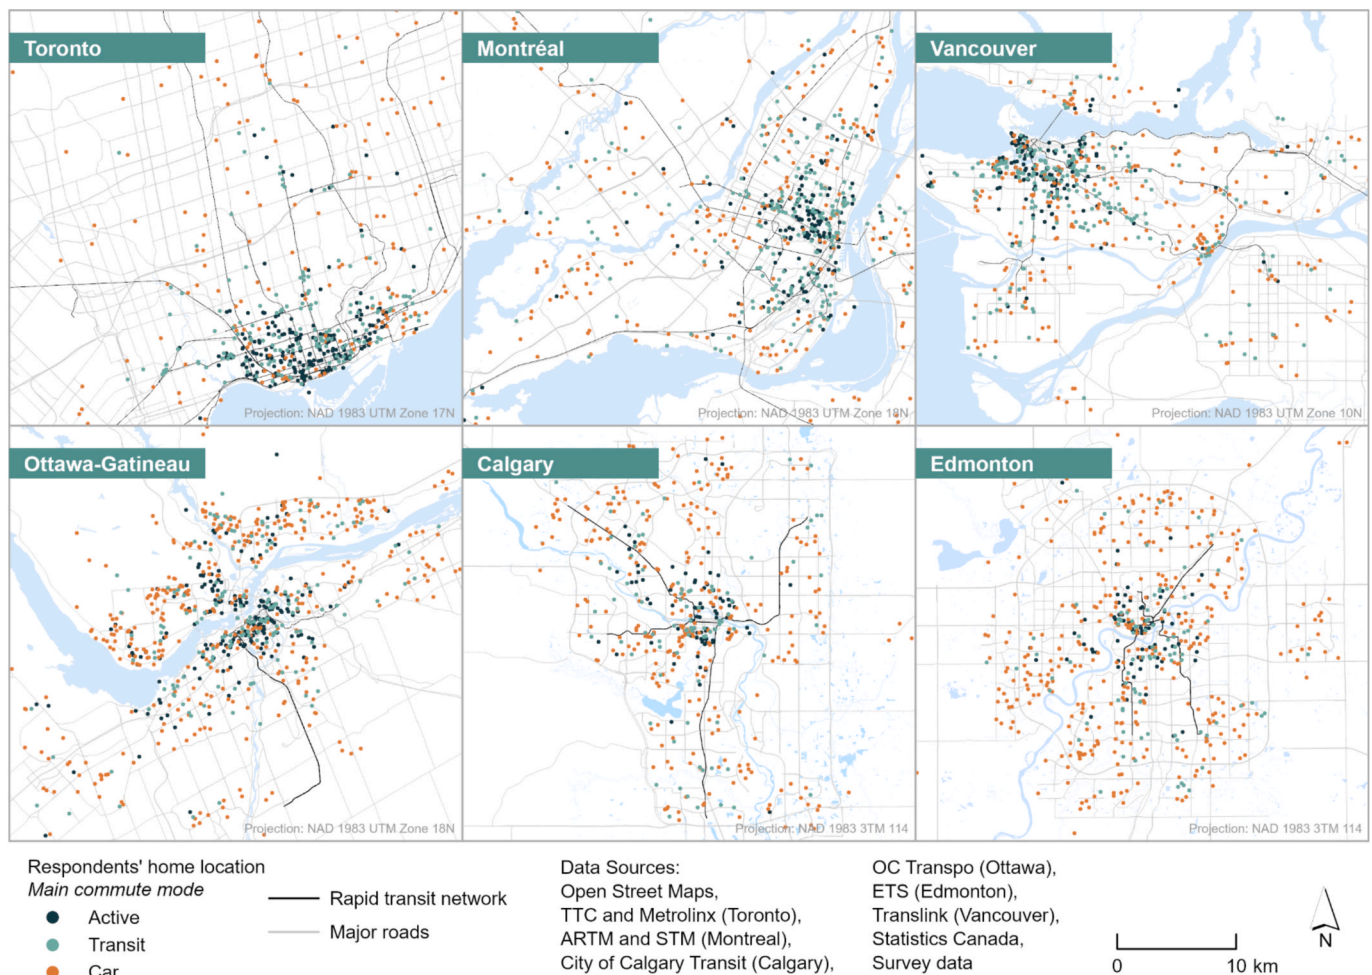 Toronto
Montréal
Vancouver
Projection: NAD 1983 UTM Zone 17N
Projection: NAD 1983 UTM Zone 18N
Projection: NAD 1983 UTM Zone 10N
Ottawa-Gatineau
Calgary
Edmonton
Projection: NAD 1983 UTM Zone 18N
Projection: NAD 1983 3TM 114
Projection: NAD 1983 3TM 114
Respondents' home location
Main commute mode
Active
Transit
Car
Rapid transit network
Major roads
Data Sources:
Open Street Maps,
TTC and Metrolinx (Toronto),
ARTM and STM (Montreal),
City of Calgary Transit (Calgary),
OC Transpo (Ottawa),
ETS (Edmonton),
Translink (Vancouver),
Statistics Canada,
Survey data
0 10 km
N